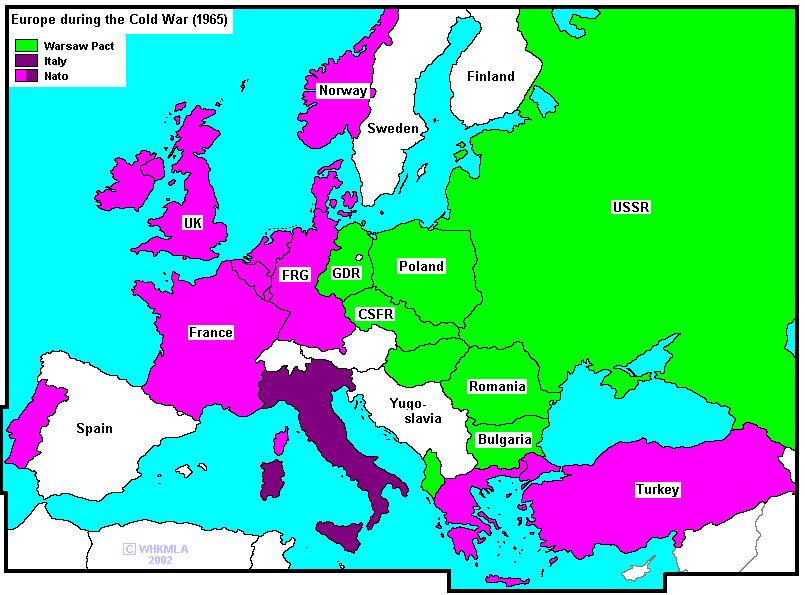 Europe during the Cold War (1965)
Warsaw Pact
Italy
Nato
Finland
Norway
Sweden
USSR
UK
Poland
FRG
GDR
CSFR
France
Romania
Yugo-
slavia
Spain
Bulgaria
Turkey
© WHKMLA
2002